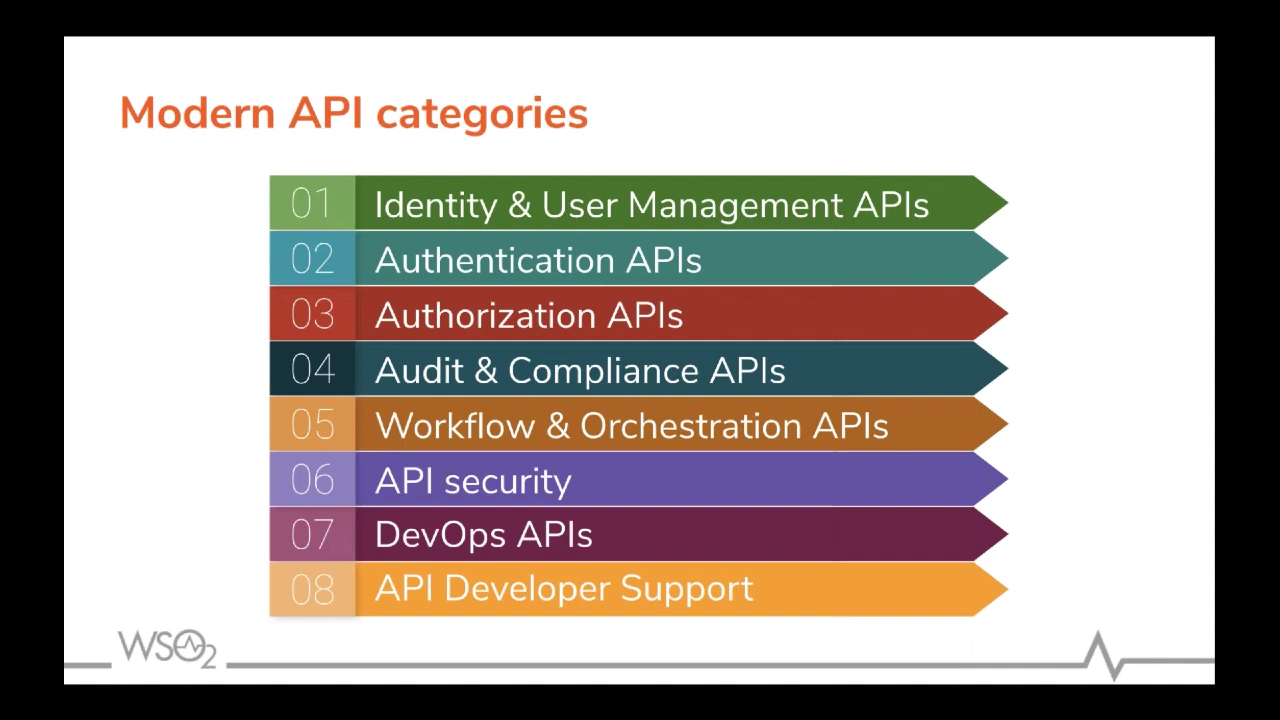 Modern API categories
01 Identity & User Management APIs
02 Authentication APIs
03 Authorization APIs
04 Audit & Compliance APIs
05 Workflow & Orchestration APIs
06 API security
07 DevOps APIs
08 API Developer Support
WSO2